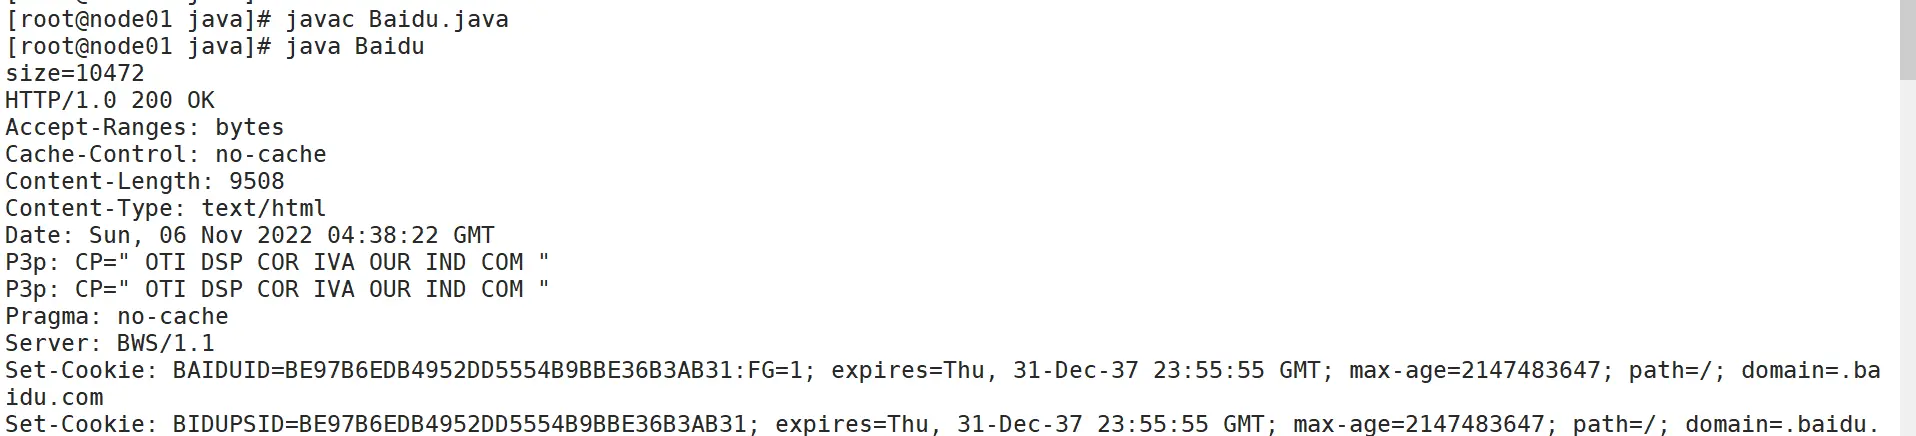 [root@node01 java]# javac Baidu.java
[root@node01 java]# java Baidu
size=10472
HTTP/1.0 200 OK
Accept-Ranges: bytes
Cache-Control: no-cache
Content-Length: 9508
Content-Type: text/html
Date: Sun, 06 Nov 2022 04:38:22 GMT
P3p: CP=" OTI DSP COR IVA OUR IND COM "
P3p: CP=" OTI DSP COR IVA OUR IND COM "
Pragma: no-cache
Server: BWS/1.1
Set-Cookie: BAIDUID=BE97B6EDB4952DD5554B9BBE36B3AB31:FG=1; expires=Thu, 31-Dec-37 23:55:55 GMT; max-age=2147483647; path=/; domain=.ba
idu.com
Set-Cookie: BIDUPSID=BE97B6EDB4952DD5554B9BBE36B3AB31; expires=Thu, 31-Dec-37 23:55:55 GMT; max-age=2147483647; path=/; domain=.baidu.